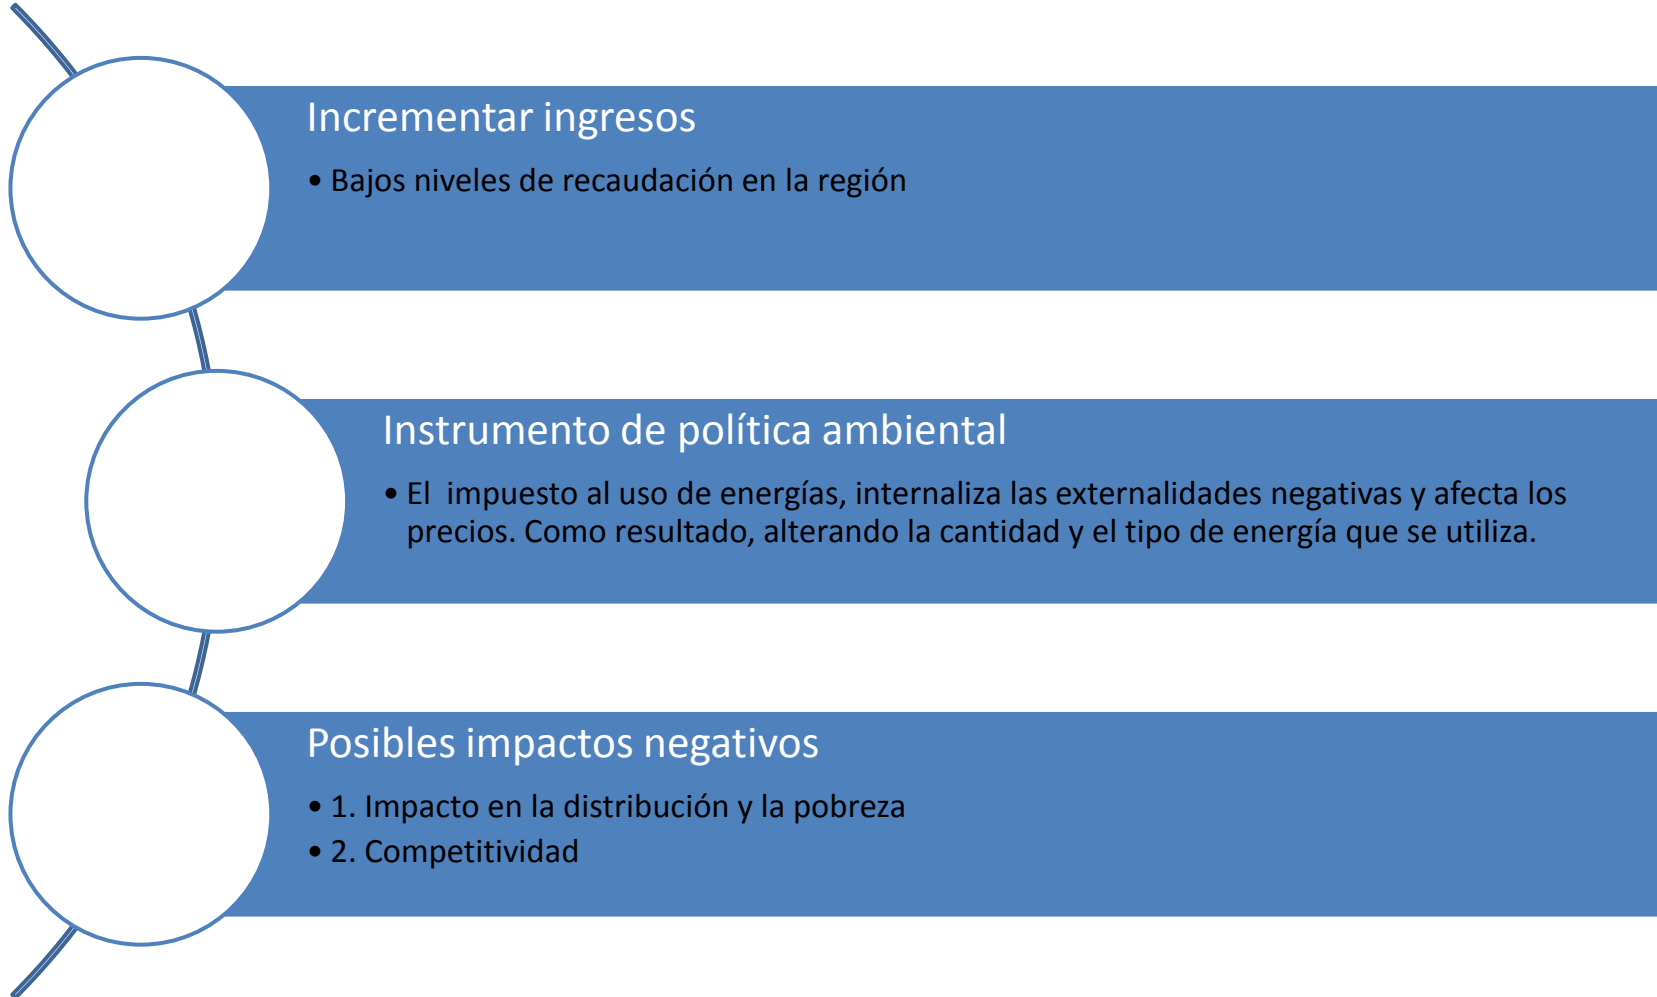 Incrementar ingresos
• Bajos niveles de recaudación en la región
Instrumento de política ambiental
• El  impuesto al uso de energías, internaliza las externalidades negativas y afecta los
precios. Como resultado, alterando la cantidad y el tipo de energía que se utiliza.
Posibles impactos negativos
• 1. Impacto en la distribución y la pobreza
• 2. Competitividad